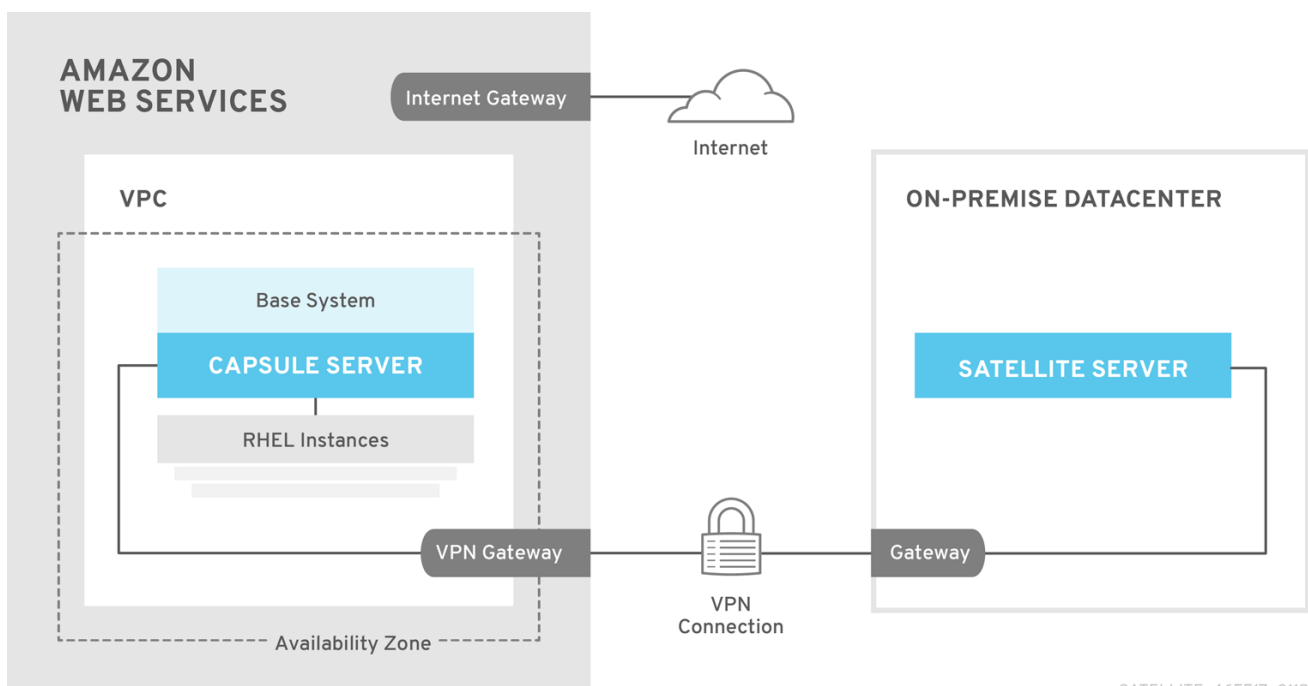 AMAZON
WEB SERVICES
Internet Gateway
Internet
VPC
ON-PREMISE DATACENTER
Base System
CAPSULE SERVER
SATELLITE SERVER
RHEL Instances
VPN Gateway
Gateway
VPN
Connection
Availability Zone